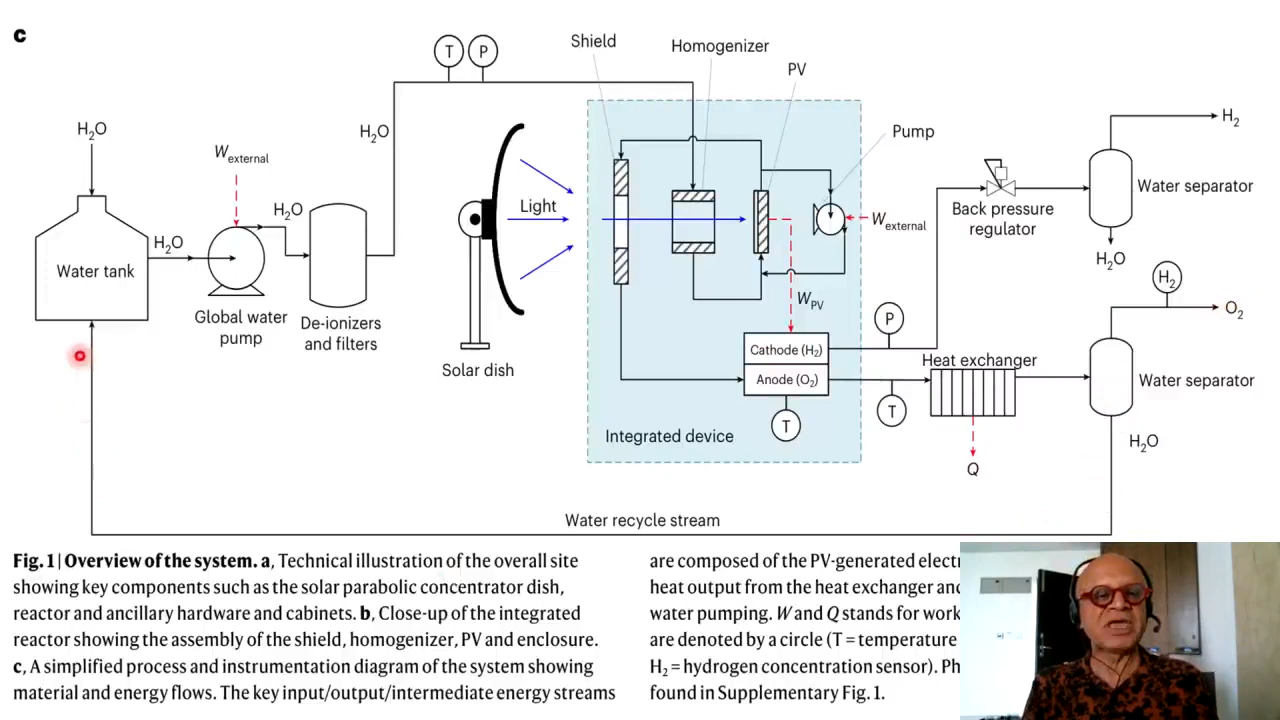 c
T P
Shield
Homogenizer
PV
H₂O
H₂O
W external
H₂O
H₂O
Water tank
Global water
pump
De-ionizers
and filters
Light
Solar dish
Pump
W external
W PV
Cathode (H₂)
Anode (O₂)
T
Integrated device
P
T
Heat exchanger
Q
Back pressure
regulator
H₂
Water separator
H₂O
H₂
O₂
Water separator
H₂O
Water recycle stream
Fig. 1 | Overview of the system. a, Technical illustration of the overall site
showing key components such as the solar parabolic concentrator dish,
reactor and ancillary hardware and cabinets. b, Close-up of the integrated
reactor showing the assembly of the shield, homogenizer, PV and enclosure.
c, A simplified process and instrumentation diagram of the system showing
material and energy flows. The key input/output/intermediate energy streams
are composed of the PV-generated electri
heat output from the heat exchanger and
water pumping. W and Q stands for work
are denoted by a circle (T = temperature
H₂ = hydrogen concentration sensor). Ph
found in Supplementary Fig. 1.